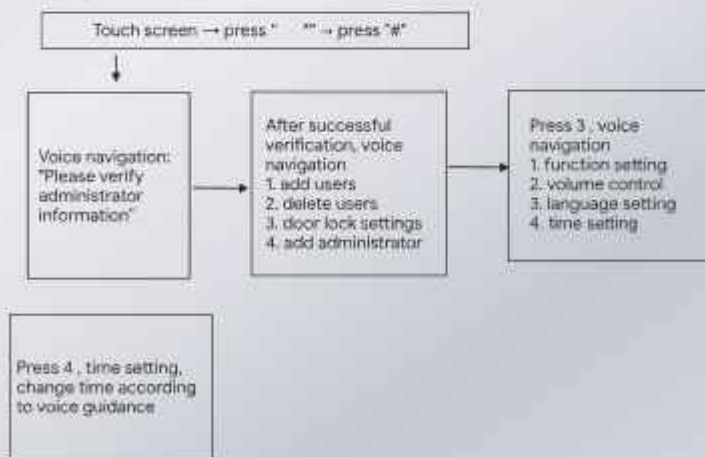 Touch screen → press " "" → press "#"
Voice navigation:
"Please verify
administrator
information"
After successful
verification, voice
navigation
1. add users
2. delete users
3. door lock settings
4. add administrator
Press 3 , voice
navigation
1. function setting
2. volume control
3. language setting
4. time setting
Press 4 , time setting,
change time according
to voice guidance